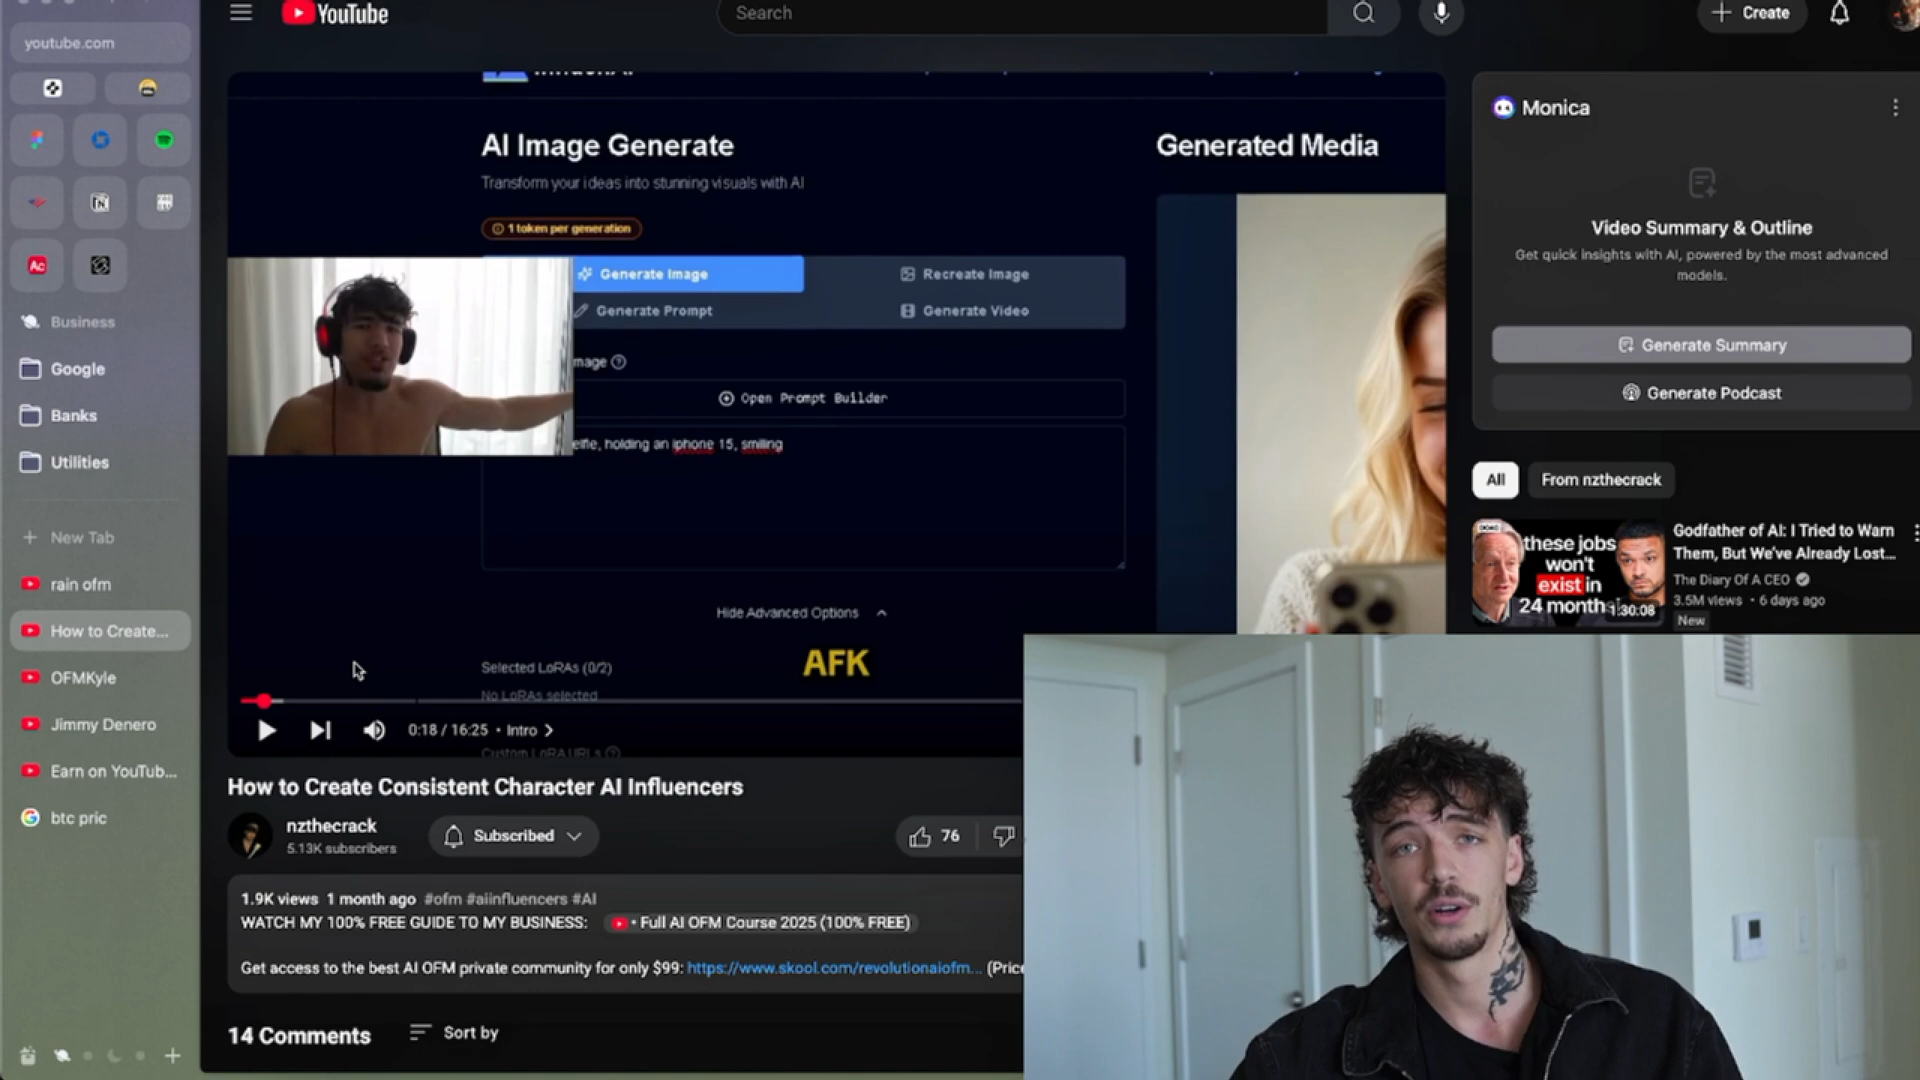 youtube.com
YouTube
Search
Create
Business
Google
Banks
Utilities
New Tab
rain ofm
How to Create...
OFMKyle
Jimmy Denero
Earn on YouTub...
btc pric
AI Image Generate
Transform your ideas into stunning visuals with AI
1 token per generation
Generate Image
Recreate Image
Generate Prompt
Generate Video
mage
Open Prompt Builder
elfie, holding an iphone 15, smiling
Hide Advanced Options
Selected LoRAs (0/2)
No LoRAs selected
Custom LoRA URLs
AFK
Generated Media
0:18 / 16:25 • Intro
How to Create Consistent Character AI Influencers
nzthecrack
5.13K subscribers
Subscribed
76
1.9K views 1 month ago #ofm #aiinfluencers #AI
WATCH MY 100% FREE GUIDE TO MY BUSINESS: • Full AI OFM Course 2025 (100% FREE)
Get access to the best AI OFM private community for only $99: https://www.skool.com/revolutionaiofm... (Price
14 Comments
Sort by
Monica
Video Summary & Outline
Get quick insights with AI, powered by the most advanced
models.
Generate Summary
Generate Podcast
All
From nzthecrack
these jobs
won't
exist in
24 months
1:30:08
Godfather of AI: I Tried to Warn
Them, But We've Already Lost...
The Diary Of A CEO
3.5M views • 6 days ago
New